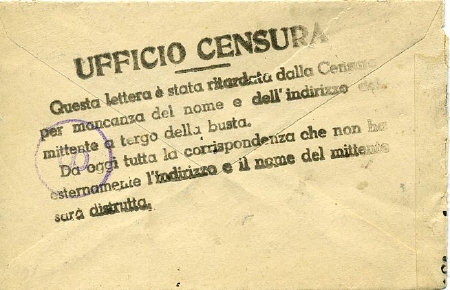 UFFICIO CENSURA
Questa lettera è stata ritardata dalla Censura
per mancanza del nome e dell'indirizzo del
mittente a tergo della busta.
Da oggi tutta la corrispondenza che non ha
esternamente l'indirizzo e il nome del mittente
sarà distrutta.